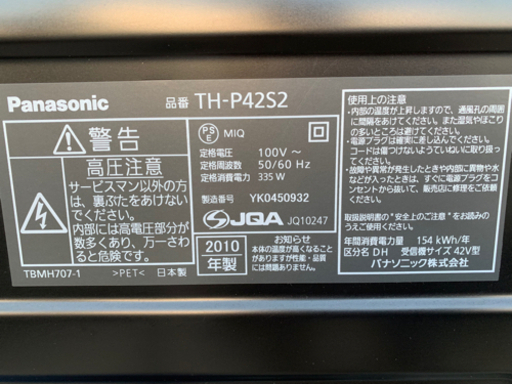 Panasonic
品番 TH-P42S2
警告
高圧注意
サービスマン以外の方
は、裏ぶたをあけない
でください。
内部には高電圧部分が
数多くあり、万一さわ
ると危険です。
TBMH707-1 >PET< 日本製
PS E MIQ
定格電圧: 100V～
定格周波数: 50/60 Hz
定格消費電力: 335 W
製造番号 YK0450932
JQA JQ10247
2010年製
お知らせ
本体の温度が高くなること
がありますが、性能その他
に異常はありません。
使用上の注意
・内部の温度が上昇しますので、通風孔の周囲
に間隔をあけてください。また湿気やほこり
の多いところは避けてください。
・電源プラグは確実に差し込んでください。
コードは傷つけないようていねいに取り扱っ
てください。
・故障や異常が発生したときや内部に異物や水な
どが入ったときは、すぐに電源プラグをコ
ンセントから抜いて、販売店に修理をご依頼
ください。
取扱説明書の"安全上のご注意"をお読みの
うえご使用ください。
年間消費電力量 154 kWh/年
区分名 DH 受信機サイズ 42V型
パナソニック株式会社